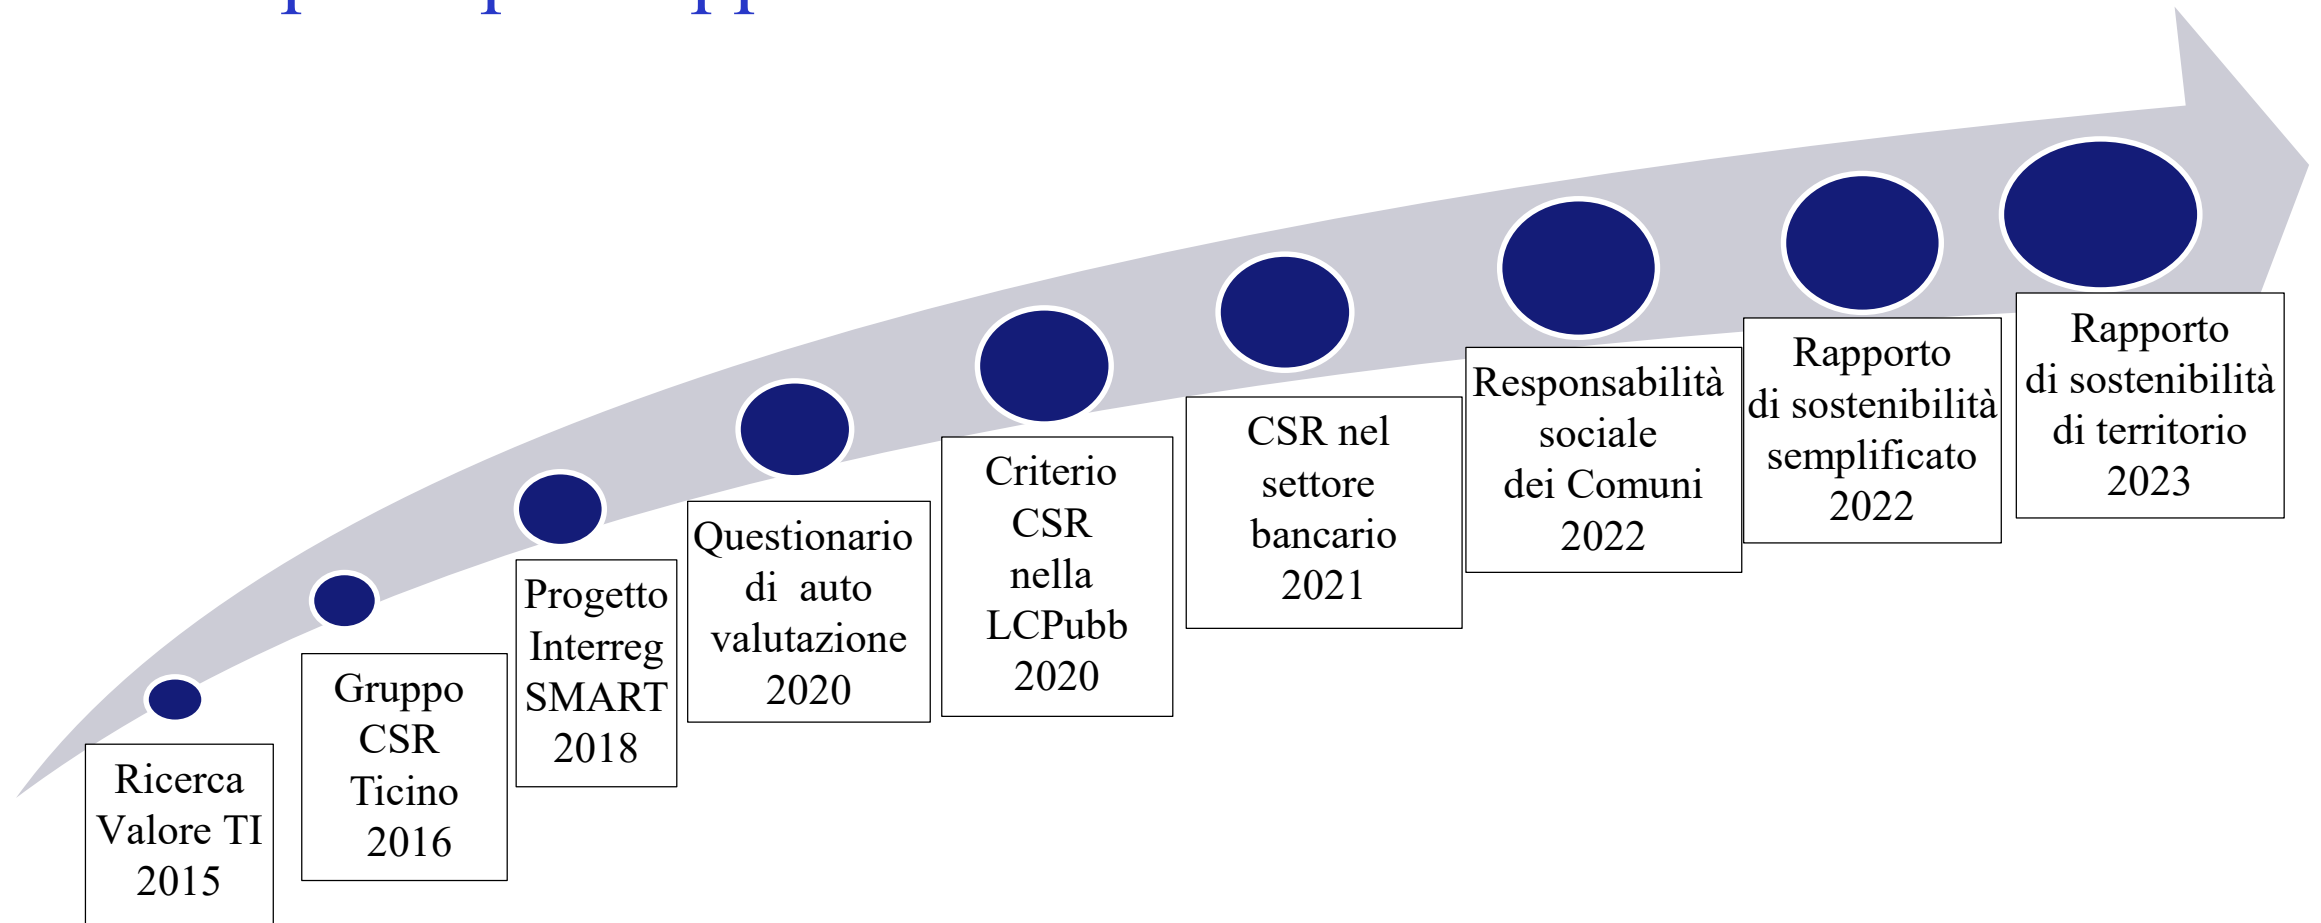 Ricerca
Valore TI
2015
Gruppo
CSR
Ticino
2016
Progetto
Interreg
SMART
2018
Questionario
di auto
valutazione
2020
Criterio
CSR
nella
LCPubb
2020
CSR nel
settore
bancario
2021
Responsabilità
sociale
dei Comuni
2022
Rapporto
di sostenibilità
semplificato
2022
Rapporto
di sostenibilità
di territorio
2023